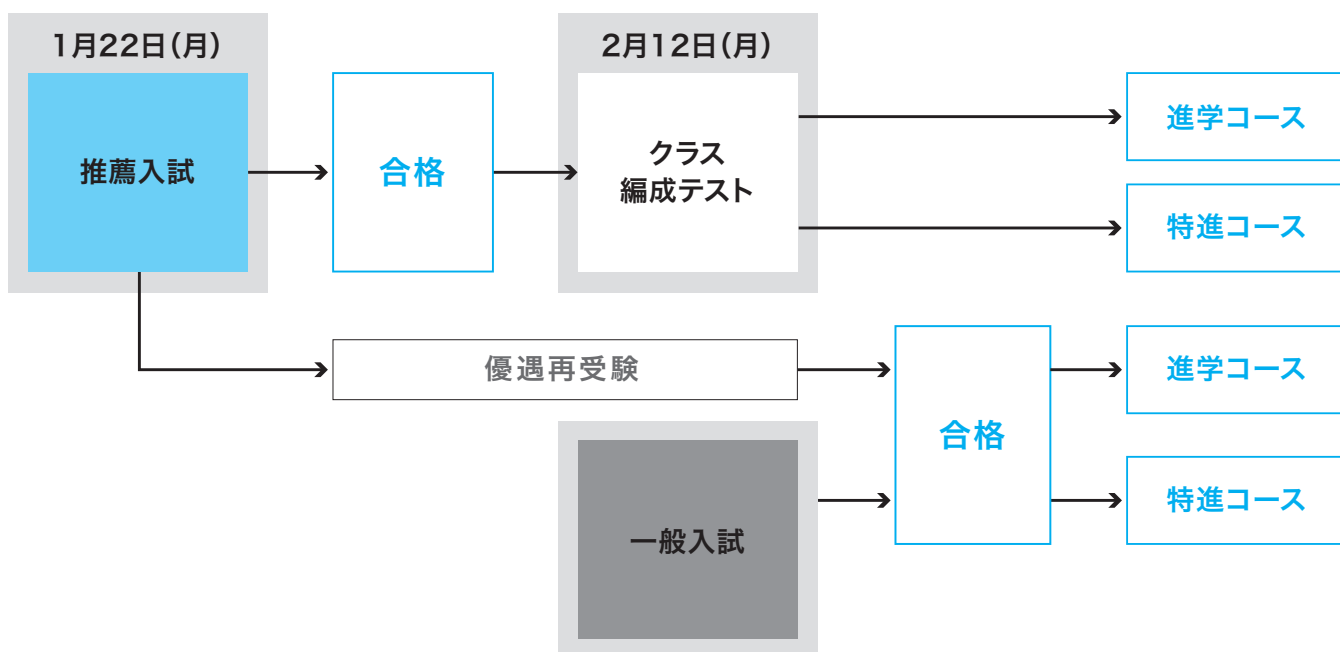 1月22日(月)
推薦入試
合格
2月12日(月)
クラス
編成テスト
進学コース
特進コース
優遇再受験
一般入試
合格
進学コース
特進コース